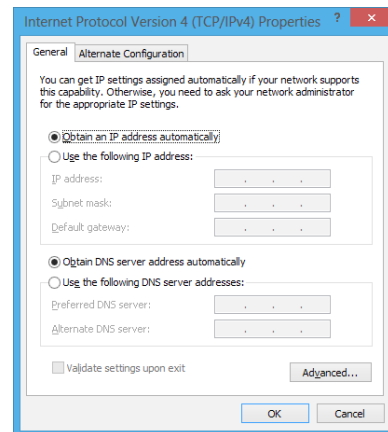 Internet Protocol Version 4 (TCP/IPv4) Properties
General
Alternate Configuration
You can get IP settings assigned automatically if your network supports
this capability. Otherwise, you need to ask your network administrator
for the appropriate IP settings.
Obtain an IP address automatically
Use the following IP address:
IP address:
Subnet mask:
Default gateway:
Obtain DNS server address automatically
Use the following DNS server addresses:
Preferred DNS server:
Alternate DNS server:
Validate settings upon exit
Advanced...
OK
Cancel